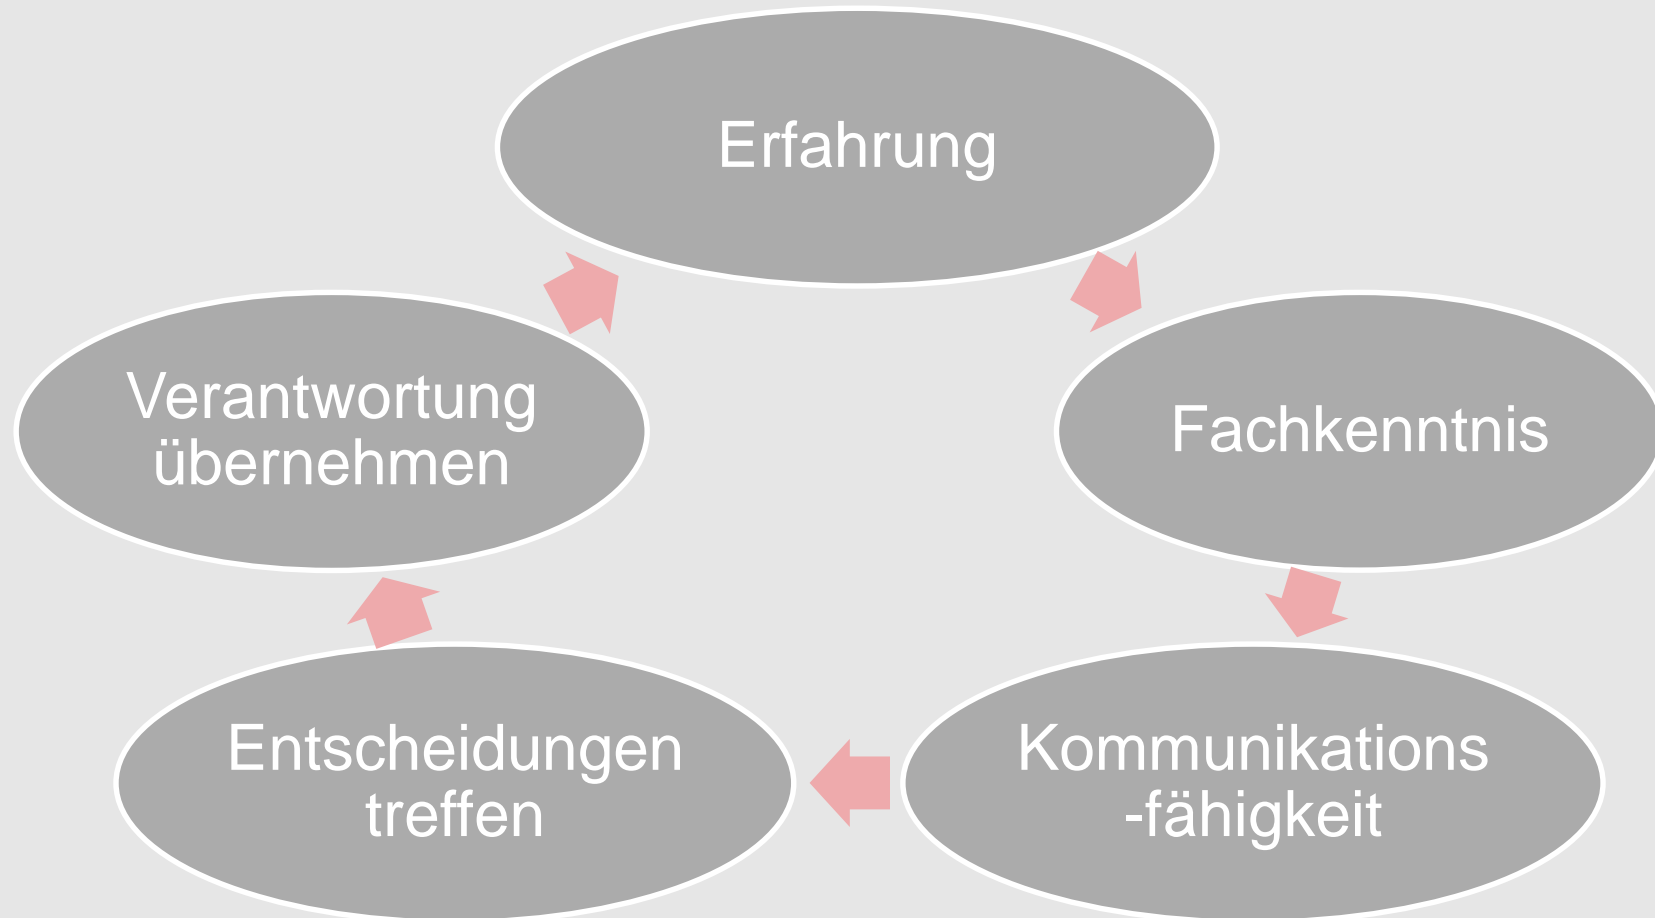 Erfahrung
Fachkenntnis
Kommunikations
-fähigkeit
Entscheidungen
treffen
Verantwortung
übernehmen